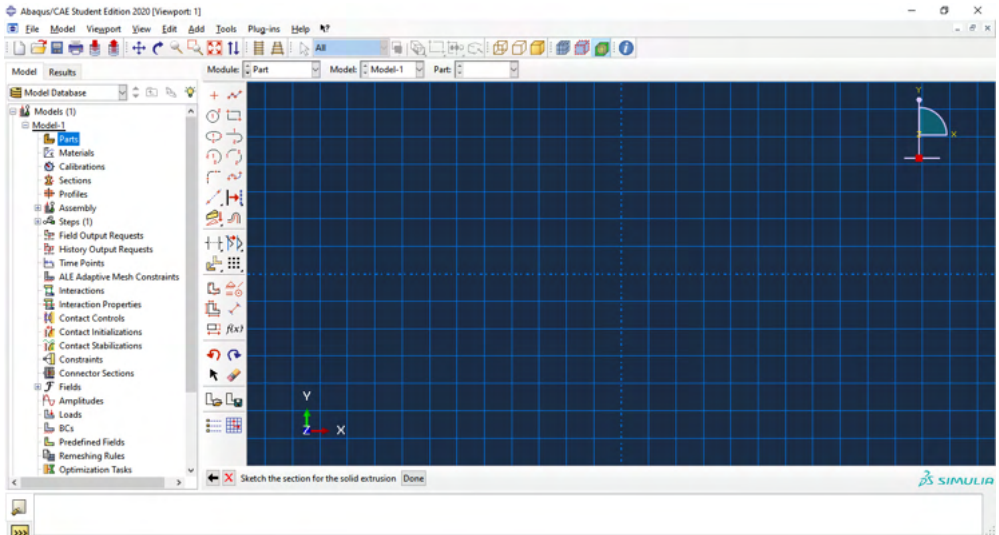 Abaqus/CAE Student Edition 2020 [Viewport: 1]
File Model Viewport View Edit Add Tools Plug-ins Help
All
Model Results
Module: Part Model: Model-1 Part:
Model Database
Models (1)
Model-1
Parts
Materials
Calibrations
Sections
Profiles
Assembly
Steps (1)
Field Output Requests
History Output Requests
Time Points
ALE Adaptive Mesh Constraints
Interactions
Interaction Properties
Contact Controls
Contact Initializations
Contact Stabilizations
Constraints
Connector Sections
Fields
Amplitudes
Loads
BCs
Predefined Fields
Remeshing Rules
Optimization Tasks
f(x)
Y
X
Z
Y
Z X
Sketch the section for the solid extrusion Done
SIMULIA
>>>